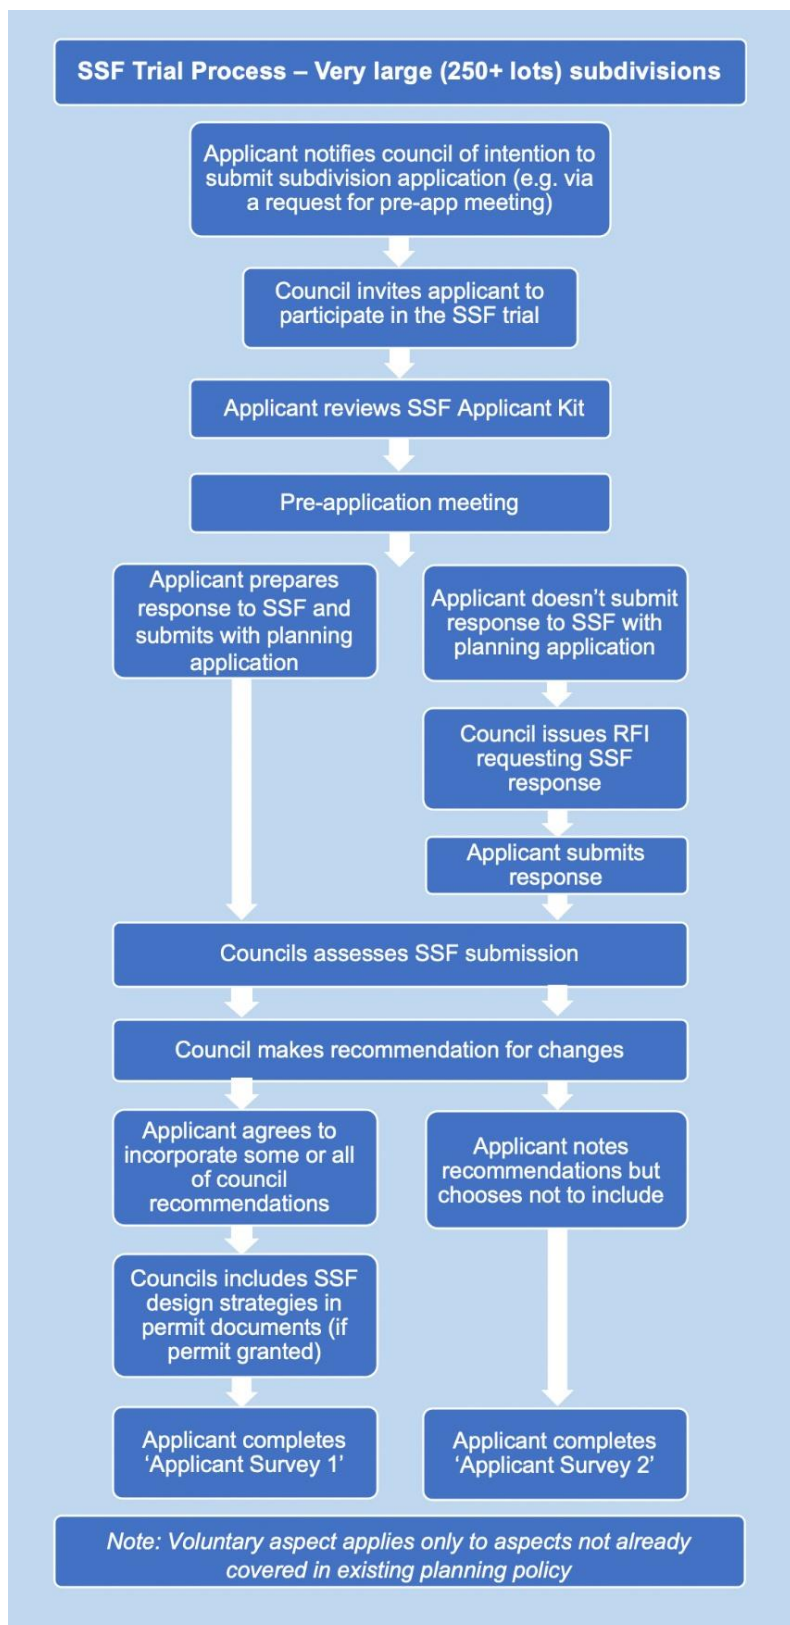 SSF Trial Process – Very large (250+ lots) subdivisions
Applicant notifies council of intention to
submit subdivision application (e.g. via
a request for pre-app meeting)
Council invites applicant to
participate in the SSF trial
Applicant reviews SSF Applicant Kit
Pre-application meeting
Applicant prepares
response to SSF and
submits with planning
application
Applicant doesn’t submit
response to SSF with
planning application
Council issues RFI
requesting SSF
response
Applicant submits
response
Councils assesses SSF submission
Council makes recommendation for changes
Applicant agrees to
incorporate some or all
of council
recommendations
Applicant notes
recommendations but
chooses not to include
Councils includes SSF
design strategies in
permit documents (if
permit granted)
Applicant completes
‘Applicant Survey 1’
Applicant completes
‘Applicant Survey 2’
Note: Voluntary aspect applies only to aspects not already
covered in existing planning policy